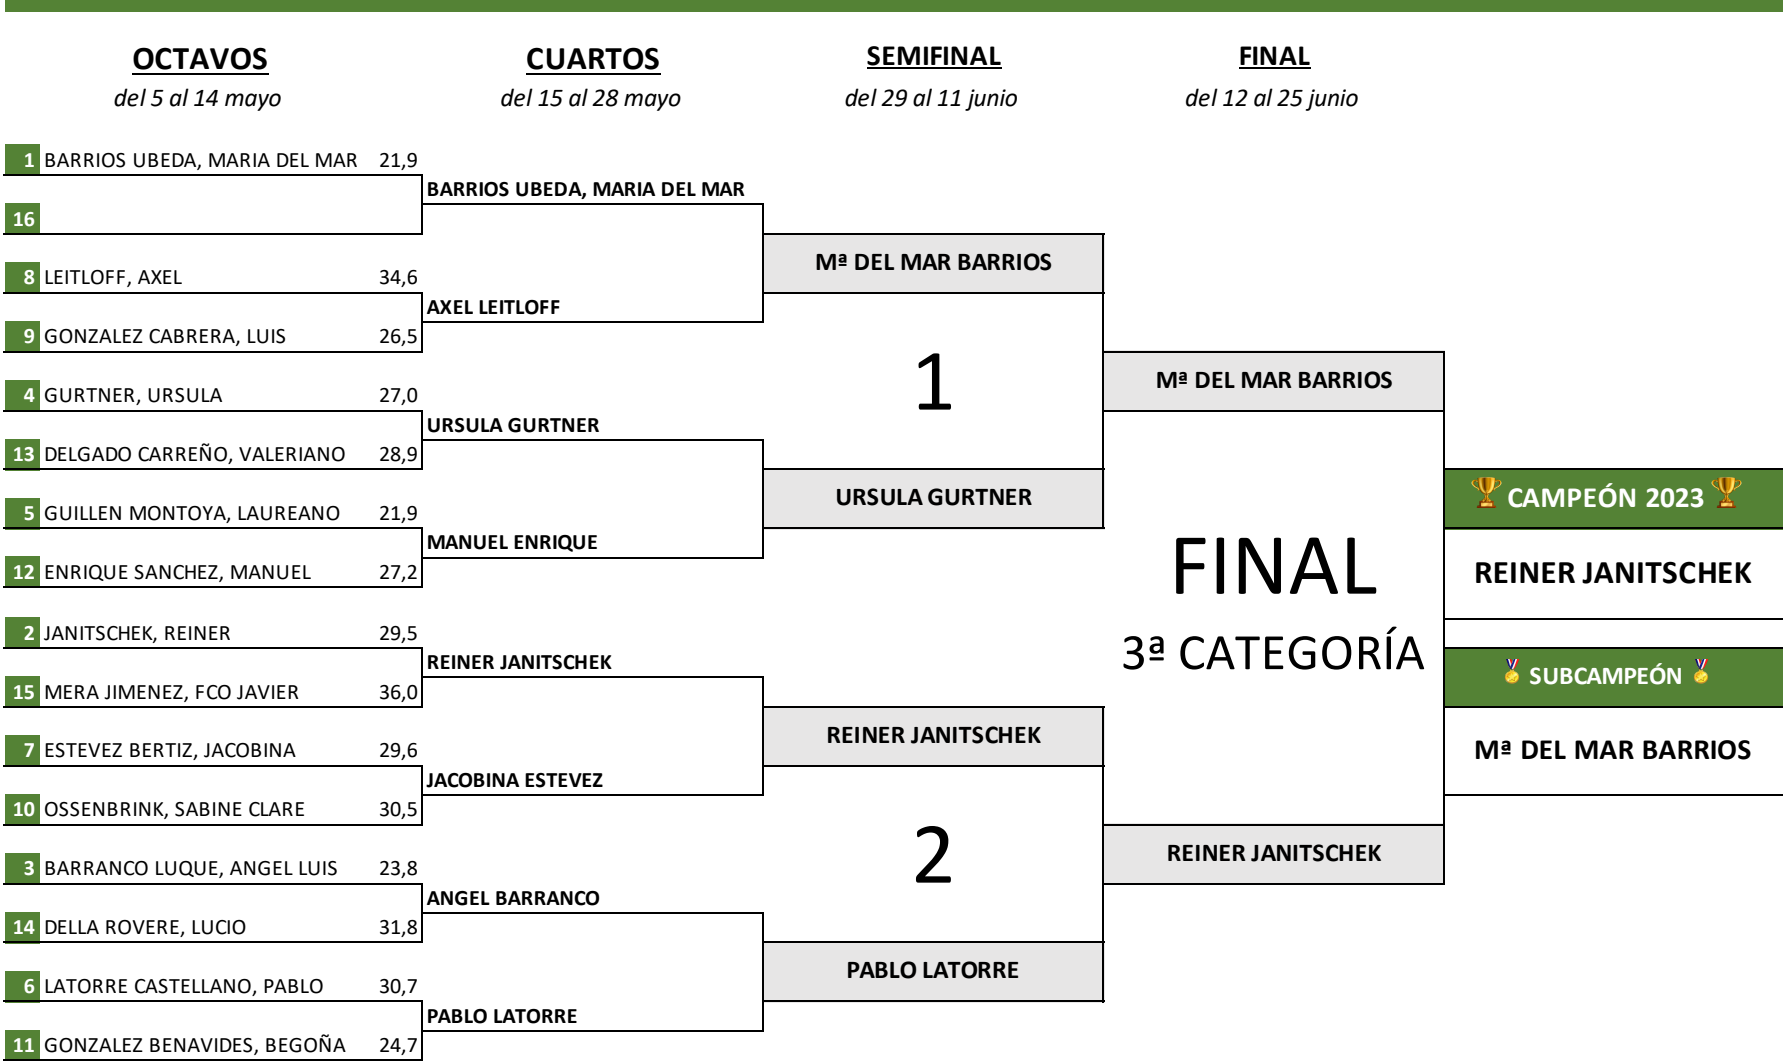 OCTAVOS
del 5 al 14 mayo
CUARTOS
del 15 al 28 mayo
SEMIFINAL
del 29 al 11 junio
FINAL
del 12 al 25 junio
1 BARRIOS UBEDA, MARIA DEL MAR 21,9
16
8 LEITLOFF, AXEL 34,6
9 GONZALEZ CABRERA, LUIS 26,5
4 GURTNER, URSULA 27,0
13 DELGADO CARREÑO, VALERIANO 28,9
5 GUILLEN MONTOYA, LAUREANO 21,9
12 ENRIQUE SANCHEZ, MANUEL 27,2
2 JANITSCHEK, REINER 29,5
15 MERA JIMENEZ, FCO JAVIER 36,0
7 ESTEVEZ BERTIZ, JACOBINA 29,6
10 OSSENBRINK, SABINE CLARE 30,5
3 BARRANCO LUQUE, ANGEL LUIS 23,8
14 DELLA ROVERE, LUCIO 31,8
6 LATORRE CASTELLANO, PABLO 30,7
11 GONZALEZ BENAVIDES, BEGOÑA 24,7
BARRIOS UBEDA, MARIA DEL MAR
AXEL LEITLOFF
URSULA GURTNER
MANUEL ENRIQUE
REINER JANITSCHEK
JACOBINA ESTEVEZ
ANGEL BARRANCO
PABLO LATORRE
Mª DEL MAR BARRIOS
1
URSULA GURTNER
REINER JANITSCHEK
2
PABLO LATORRE
Mª DEL MAR BARRIOS
FINAL
3ª CATEGORÍA
REINER JANITSCHEK
CAMPEÓN 2023
REINER JANITSCHEK
SUBCAMPEÓN
Mª DEL MAR BARRIOS